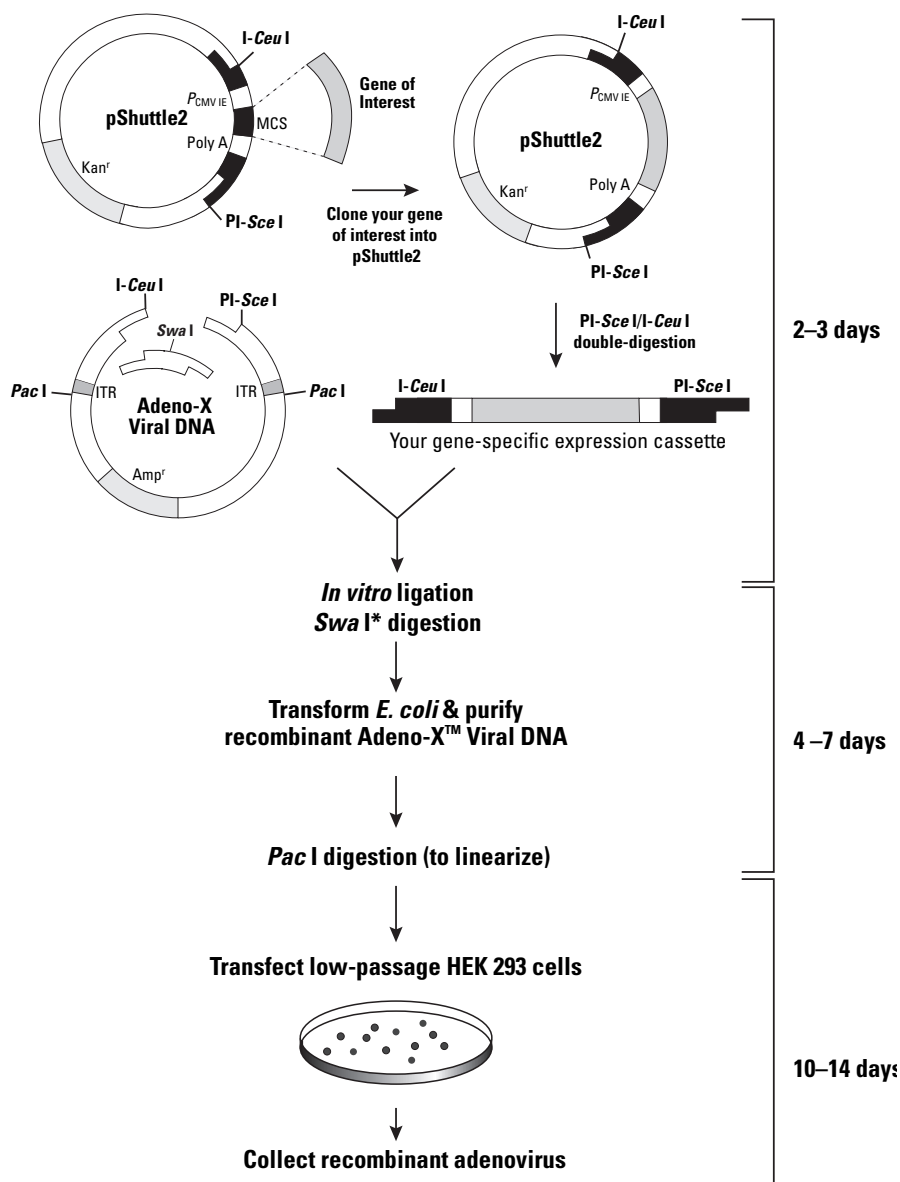 I-Ceu I
PCMV IE
pShuttle2
MCS
Poly A
Kanr
PI-Sce I
Gene of
Interest
Clone your gene
of interest into
pShuttle2
I-Ceu I
PCMV IE
pShuttle2
Poly A
Kanr
PI-Sce I
2–3 days
I-Ceu I
PI-Sce I
Swa I
Pac I
ITR
ITR
Pac I
Adeno-X
Viral DNA
Ampr
PI-Sce I/I-Ceu I
double-digestion
I-Ceu I
PI-Sce I
Your gene-specific expression cassette
In vitro ligation
Swa I* digestion
Transform E. coli & purify
recombinant Adeno-X™ Viral DNA
4 –7 days
Pac I digestion (to linearize)
Transfect low-passage HEK 293 cells
10–14 days
Collect recombinant adenovirus